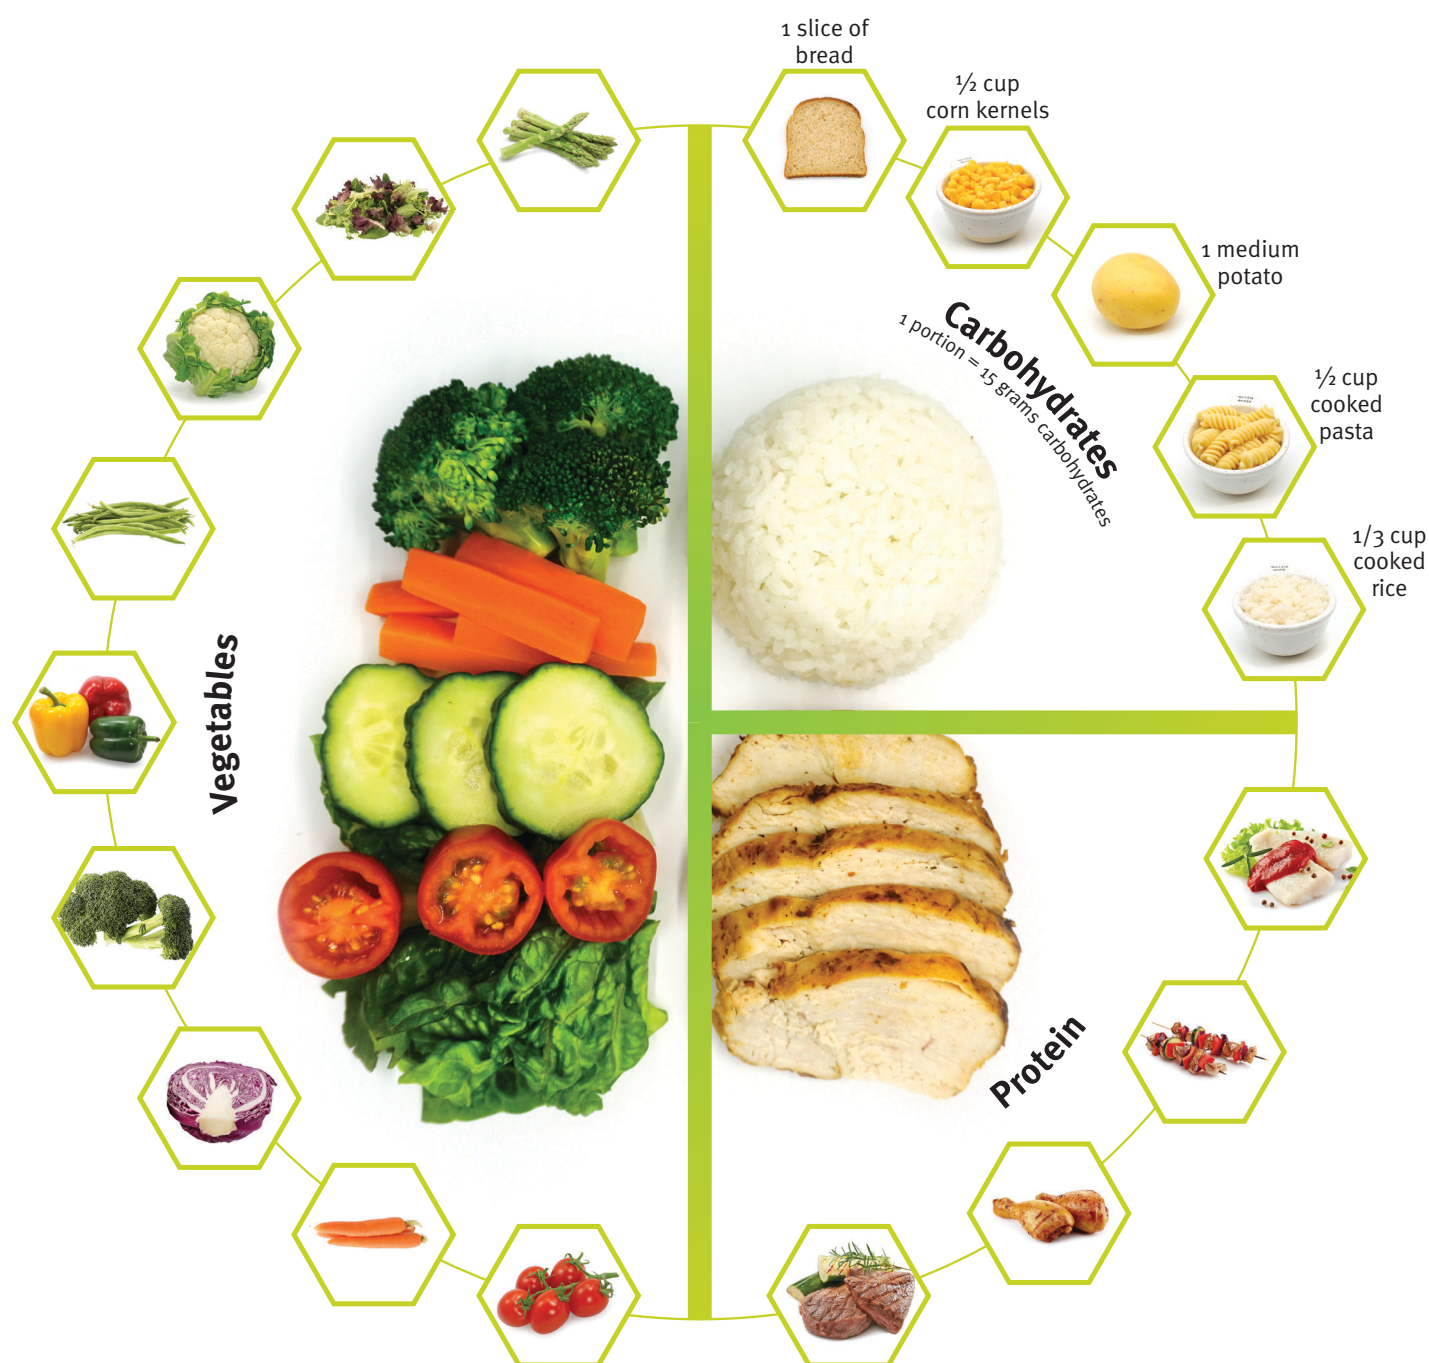 1 slice of
bread
½ cup
corn kernels
1 medium
potato
Carbohydrates
1 portion = 15 grams carbohydrates
½ cup
cooked
pasta
1/3 cup
cooked
rice
Vegetables
Protein